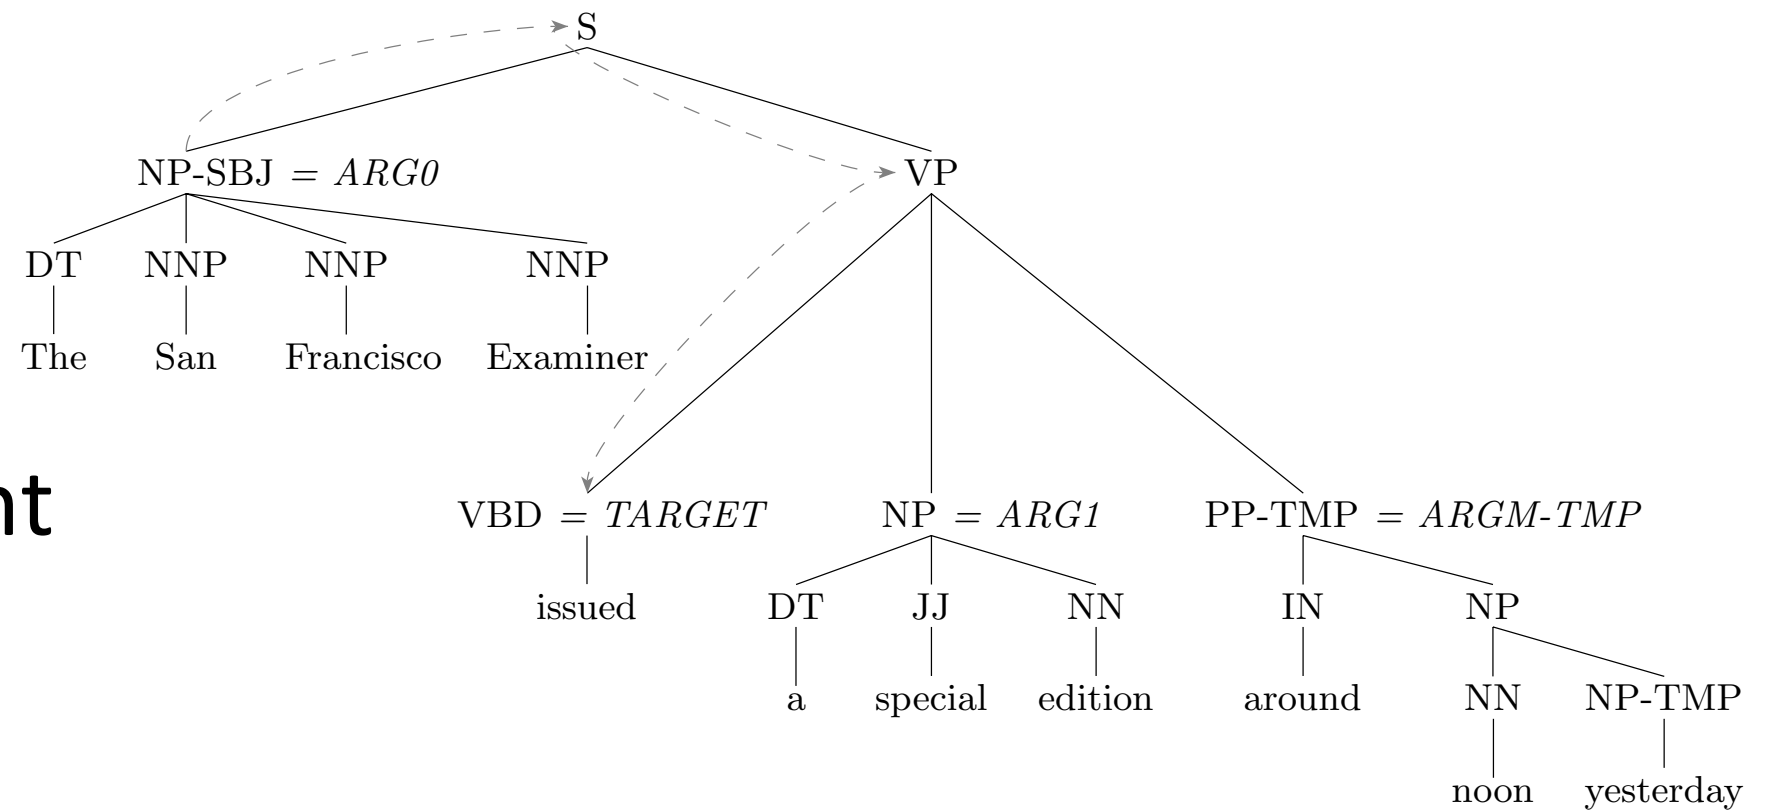 S
NP-SBJ = ARG0
VP
DT NNP NNP NNP
The San Francisco Examiner
nt
VBD = TARGET NP = ARG1 PP-TMP = ARGM-TMP
issued DT JJ NN IN NP
a special edition around NN NP-TMP
noon yesterday